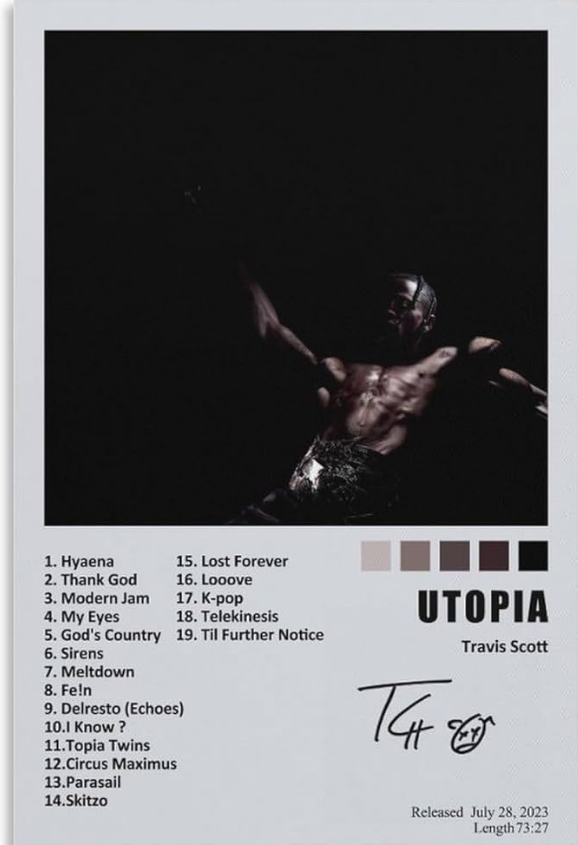 1. Hyaena
2. Thank God
3. Modern Jam
4. My Eyes
5. God's Country
6. Sirens
7. Meltdown
8. Fe!n
9. Delresto (Echoes)
10.I Know ?
11.Topia Twins
12.Circus Maximus
13.Parasail
14.Skitzo
15. Lost Forever
16. Looove
17. K-pop
18. Telekinesis
19. Til Further Notice
UTOPIA
Travis Scott
Released July 28, 2023
Length 73:27